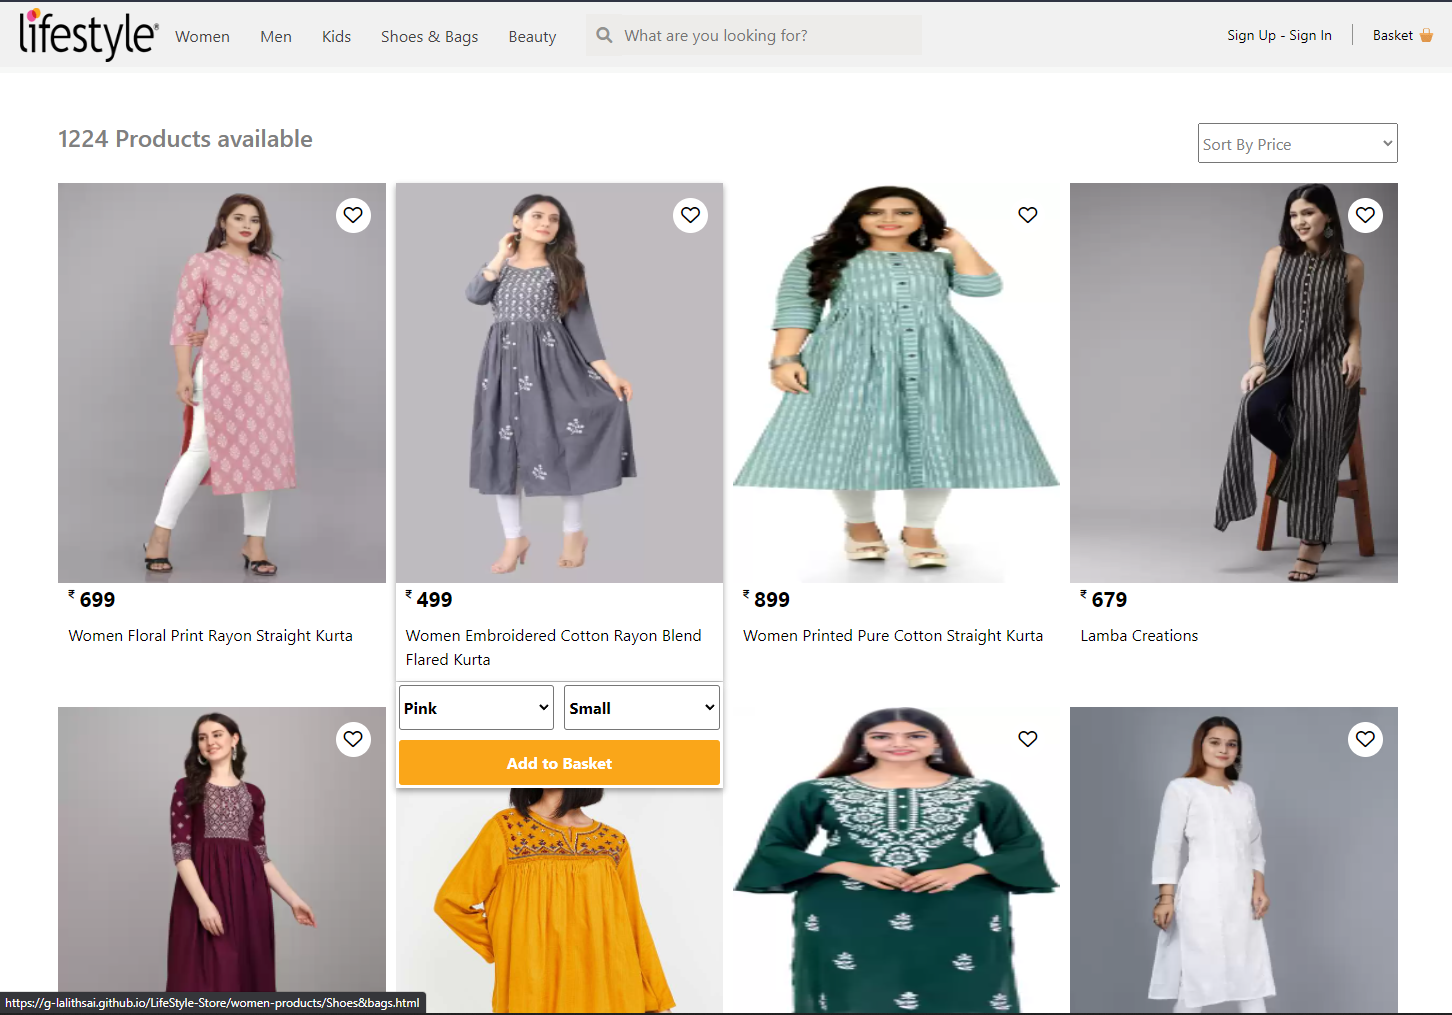 lifestyle®
Women Men Kids Shoes & Bags Beauty What are you looking for? Sign Up - Sign In Basket
1224 Products available
Sort By Price
₹ 699
Women Floral Print Rayon Straight Kurta
₹ 499
Women Embroidered Cotton Rayon Blend
Flared Kurta
Pink Small
Add to Basket
₹ 899
Women Printed Pure Cotton Straight Kurta
₹ 679
Lamba Creations
https://g-lalithsai.github.io/LifeStyle-Store/women-products/Shoes&bags.html